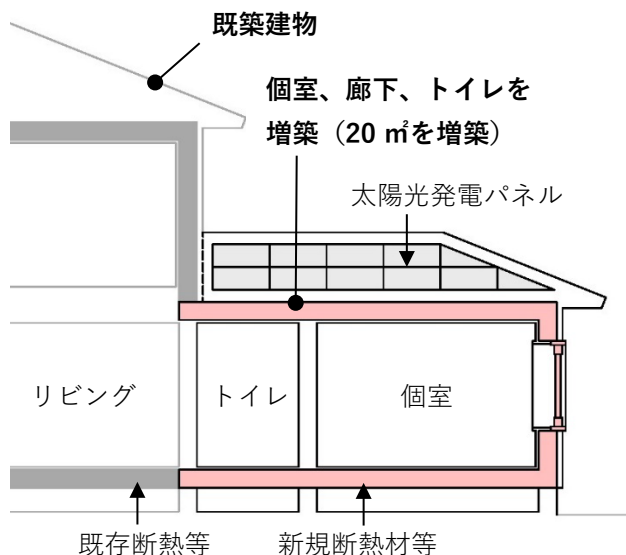 既築建物
個室、廊下、トイレを
増築（20 ㎡を増築）
太陽光発電パネル
リビング
トイレ
個室
既存断熱等
新規断熱材等